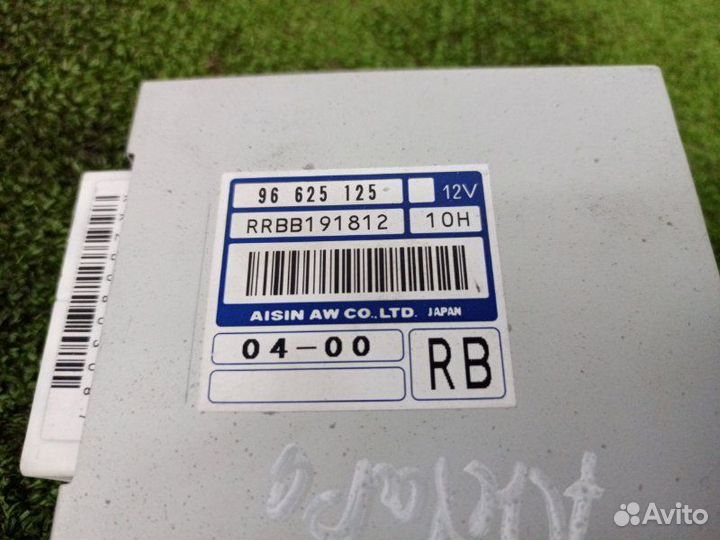 96 625 125
12V
RRBB191812
10H
AISIN AW CO.,LTD. JAPAN
04-00
RB
Avito